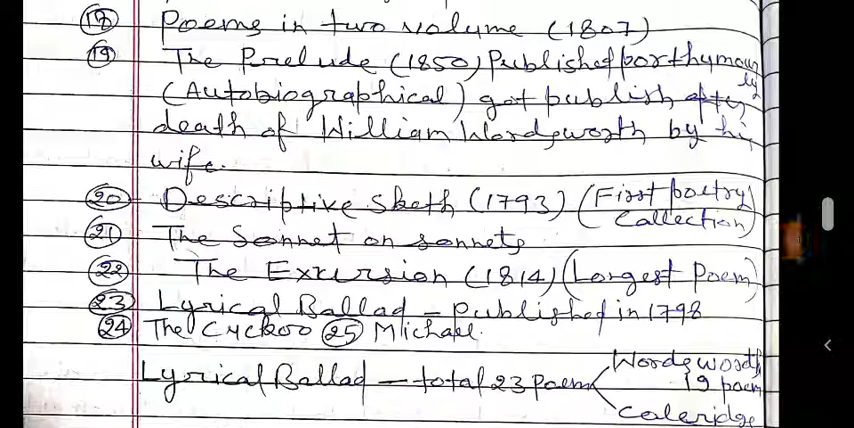 (18) Poems in two volume (1807)
(19) The Prelude (1850) Published porthymously
(Autobiographical) got publish after
death of William Wordsworth by his
wife.
(20) Descriptive Sketh (1793) (First poetry Collection)
(21) The Sonnet on sonnets
(22) The Excursion (1814) (Largest Poem)
(23) Lyrical Ballad - Published in 1798
(24) The Cuckoo (25) Michael.
Lyrical Ballad - total 23 Poem
Wordsworth
19 poem
Coleridge